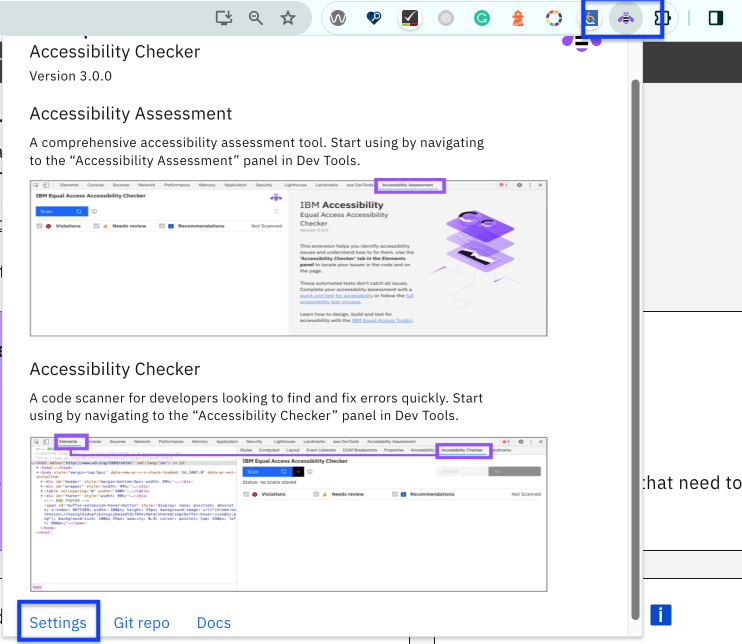 Accessibility Checker
Version 3.0.0
Accessibility Assessment
A comprehensive accessibility assessment tool. Start using by navigating
to the “Accessibility Assessment” panel in Dev Tools.
Elements Console Sources Network Performance Memory Application Security Lighthouse Landmarks axe DevTools Accessibility Assessment
IBM Equal Access Accessibility Checker
Scan
Violations Needs review Recommendations Not Scanned
IBM Accessibility
Equal Access Accessibility
Checker
Version 3.0.0
This extension helps you identify accessibility
issues and understand how to fix them. Use the
'Accessibility Checker' tab in the Elements
panel to locate your issues in the code and on
the page.
These automated tests don't catch all issues.
Complete your accessibility assessment with a
quick unit test for accessibility or follow the full
accessibility test process.
Learn how to design, build and test for
accessibility with the IBM Equal Access Toolkit.
Accessibility Checker
A code scanner for developers looking to find and fix errors quickly. Start
using by navigating to the “Accessibility Checker” panel in Dev Tools.
Elements Console Sources Network Performance Memory Application Security Lighthouse Landmarks axe DevTools Accessibility Assessment
Styles Computed Layout Event Listeners DOM Breakpoints Properties Accessibility Accessibility Checker Landmarks
IBM Equal Access Accessibility Checker
Scan
Status: no scans stored
Violations Needs review Recommendations Not Scanned
that need to
Settings Git repo Docs